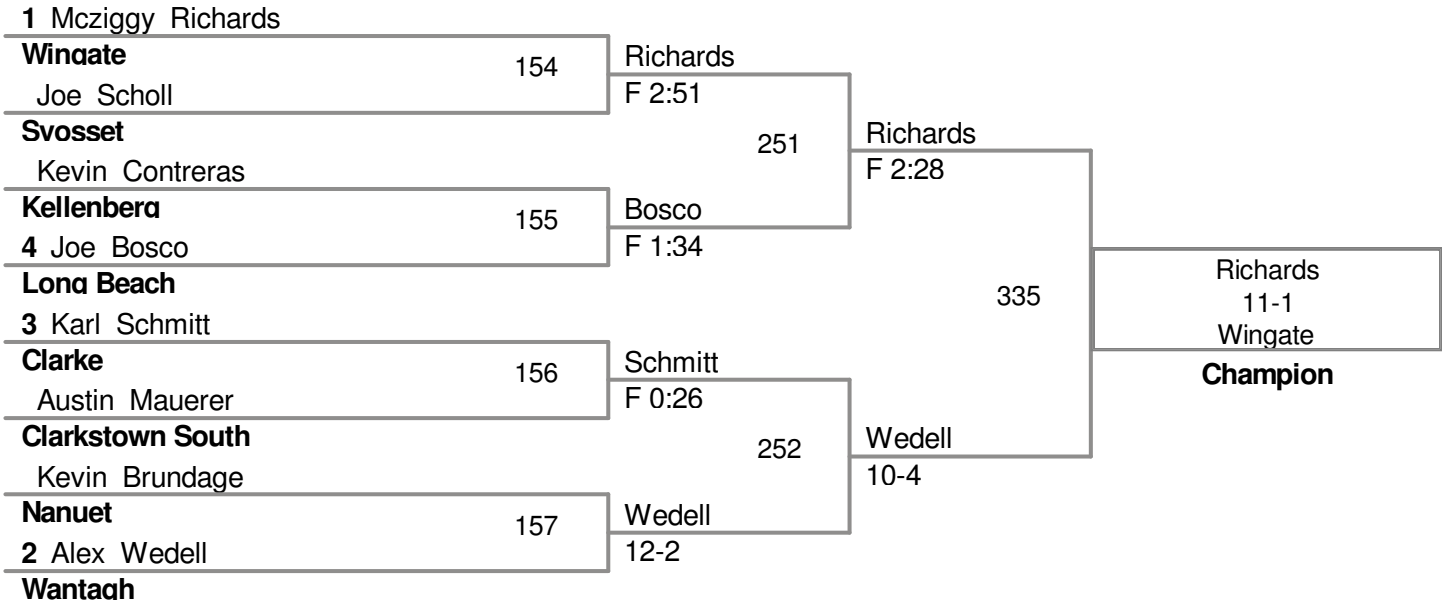 1 Mcziggy Richards
Wingate
154
Richards
Joe Scholl
F 2:51
Syosset
251
Richards
Kevin Contreras
F 2:28
Kellenberg
155
Bosco
4 Joe Bosco
F 1:34
Long Beach
335
Richards
11-1
Wingate
Champion
3 Karl Schmitt
Clarke
156
Schmitt
Austin Mauerer
F 0:26
Clarkstown South
252
Wedell
Kevin Brundage
10-4
Nanuet
157
Wedell
2 Alex Wedell
12-2
Wantagh